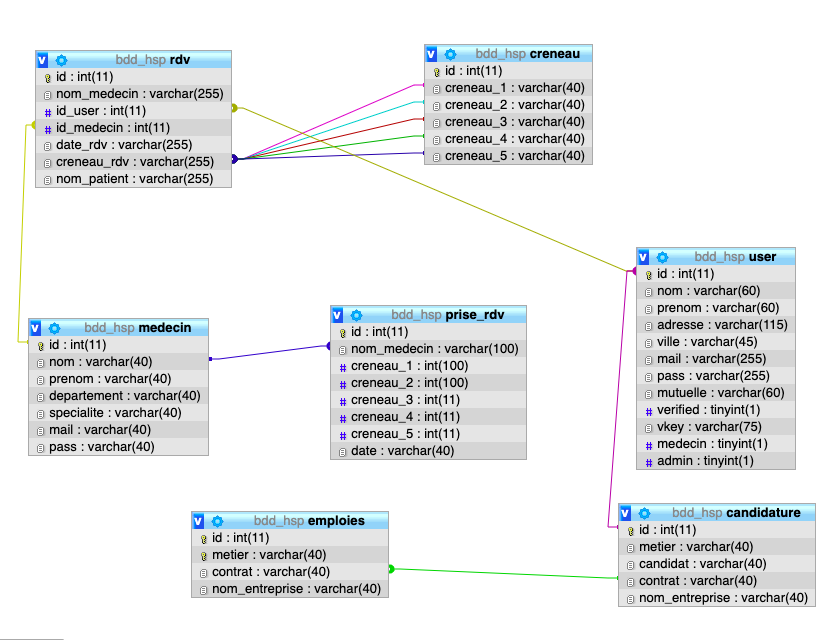 v bdd_hsp rdv
id : int(11)
nom_medecin : varchar(255)
# id_user : int(11)
# id_medecin : int(11)
date_rdv : varchar(255)
creneau_rdv : varchar(255)
nom_patient : varchar(255)
v bdd_hsp creneau
id : int(11)
creneau_1 : varchar(40)
creneau_2 : varchar(40)
creneau_3 : varchar(40)
creneau_4 : varchar(40)
creneau_5 : varchar(40)
v bdd_hsp user
id : int(11)
nom : varchar(60)
prenom : varchar(60)
adresse : varchar(115)
ville : varchar(45)
mail : varchar(255)
pass : varchar(255)
mutuelle : varchar(60)
# verified : tinyint(1)
vkey : varchar(75)
# medecin : tinyint(1)
# admin : tinyint(1)
v bdd_hsp medecin
id : int(11)
nom : varchar(40)
prenom : varchar(40)
departement : varchar(40)
specialite : varchar(40)
mail : varchar(40)
pass : varchar(40)
v bdd_hsp prise_rdv
id : int(11)
nom_medecin : varchar(100)
# creneau_1 : int(100)
# creneau_2 : int(100)
# creneau_3 : int(11)
# creneau_4 : int(11)
# creneau_5 : int(11)
date : varchar(40)
v bdd_hsp emploies
id : int(11)
metier : varchar(40)
contrat : varchar(40)
nom_entreprise : varchar(40)
v bdd_hsp candidature
id : int(11)
metier : varchar(40)
candidat : varchar(40)
contrat : varchar(40)
nom_entreprise : varchar(40)